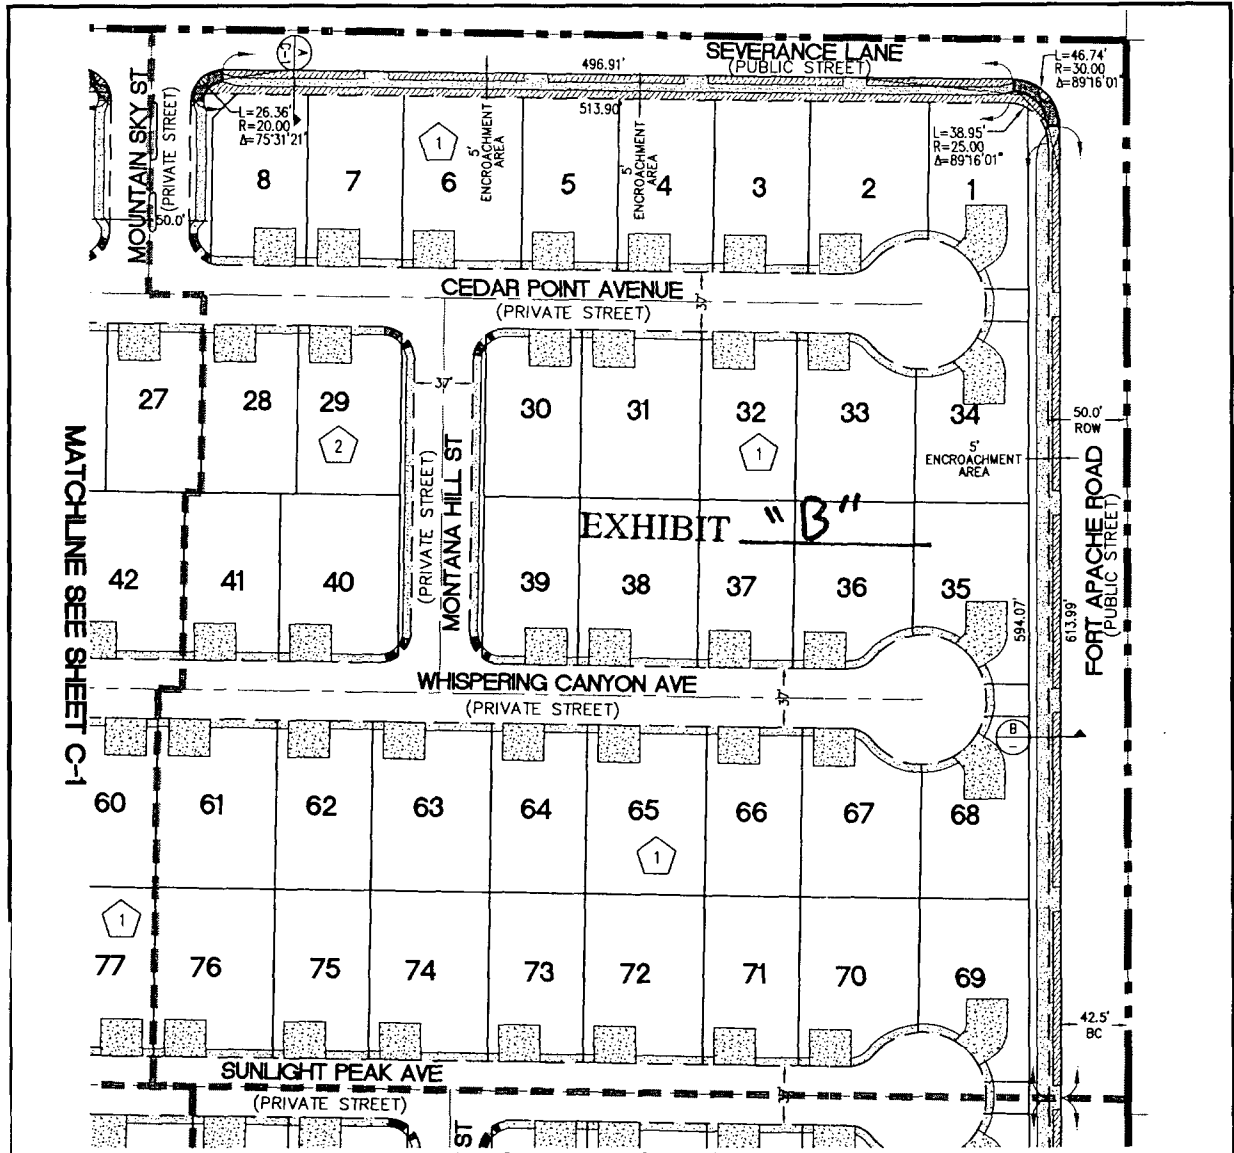 SEVERANCE LANE
(PUBLIC STREET)
496.91'
513.90'
L=46.74'
R=30.00
Δ=89°16'01"
L=38.95'
R=25.00
Δ=89°16'01"
L=26.36'
R=20.00
Δ=75°31'21"
MOUNTAIN SKY ST
(PRIVATE STREET)
50.0'
A
C-1
1
5'
ENCROACHMENT
AREA
5'
ENCROACHMENT
AREA
8 7 6 5 4 3 2 1
CEDAR POINT AVENUE
(PRIVATE STREET)
37'
27 28 29 30 31 32 33 34
2
1
37'
MONTANA HILL ST
(PRIVATE STREET)
50.0'
ROW
5'
ENCROACHMENT
AREA
FORT APACHE ROAD
(PUBLIC STREET)
594.07'
613.99'
MATCHLINE SEE SHEET C-1
EXHIBIT "B"
42 41 40 39 38 37 36 35
WHISPERING CANYON AVE
(PRIVATE STREET)
37'
B
–
60 61 62 63 64 65 66 67 68
1
1
77 76 75 74 73 72 71 70 69
42.5'
BC
SUNLIGHT PEAK AVE
(PRIVATE STREET)
37'
ST